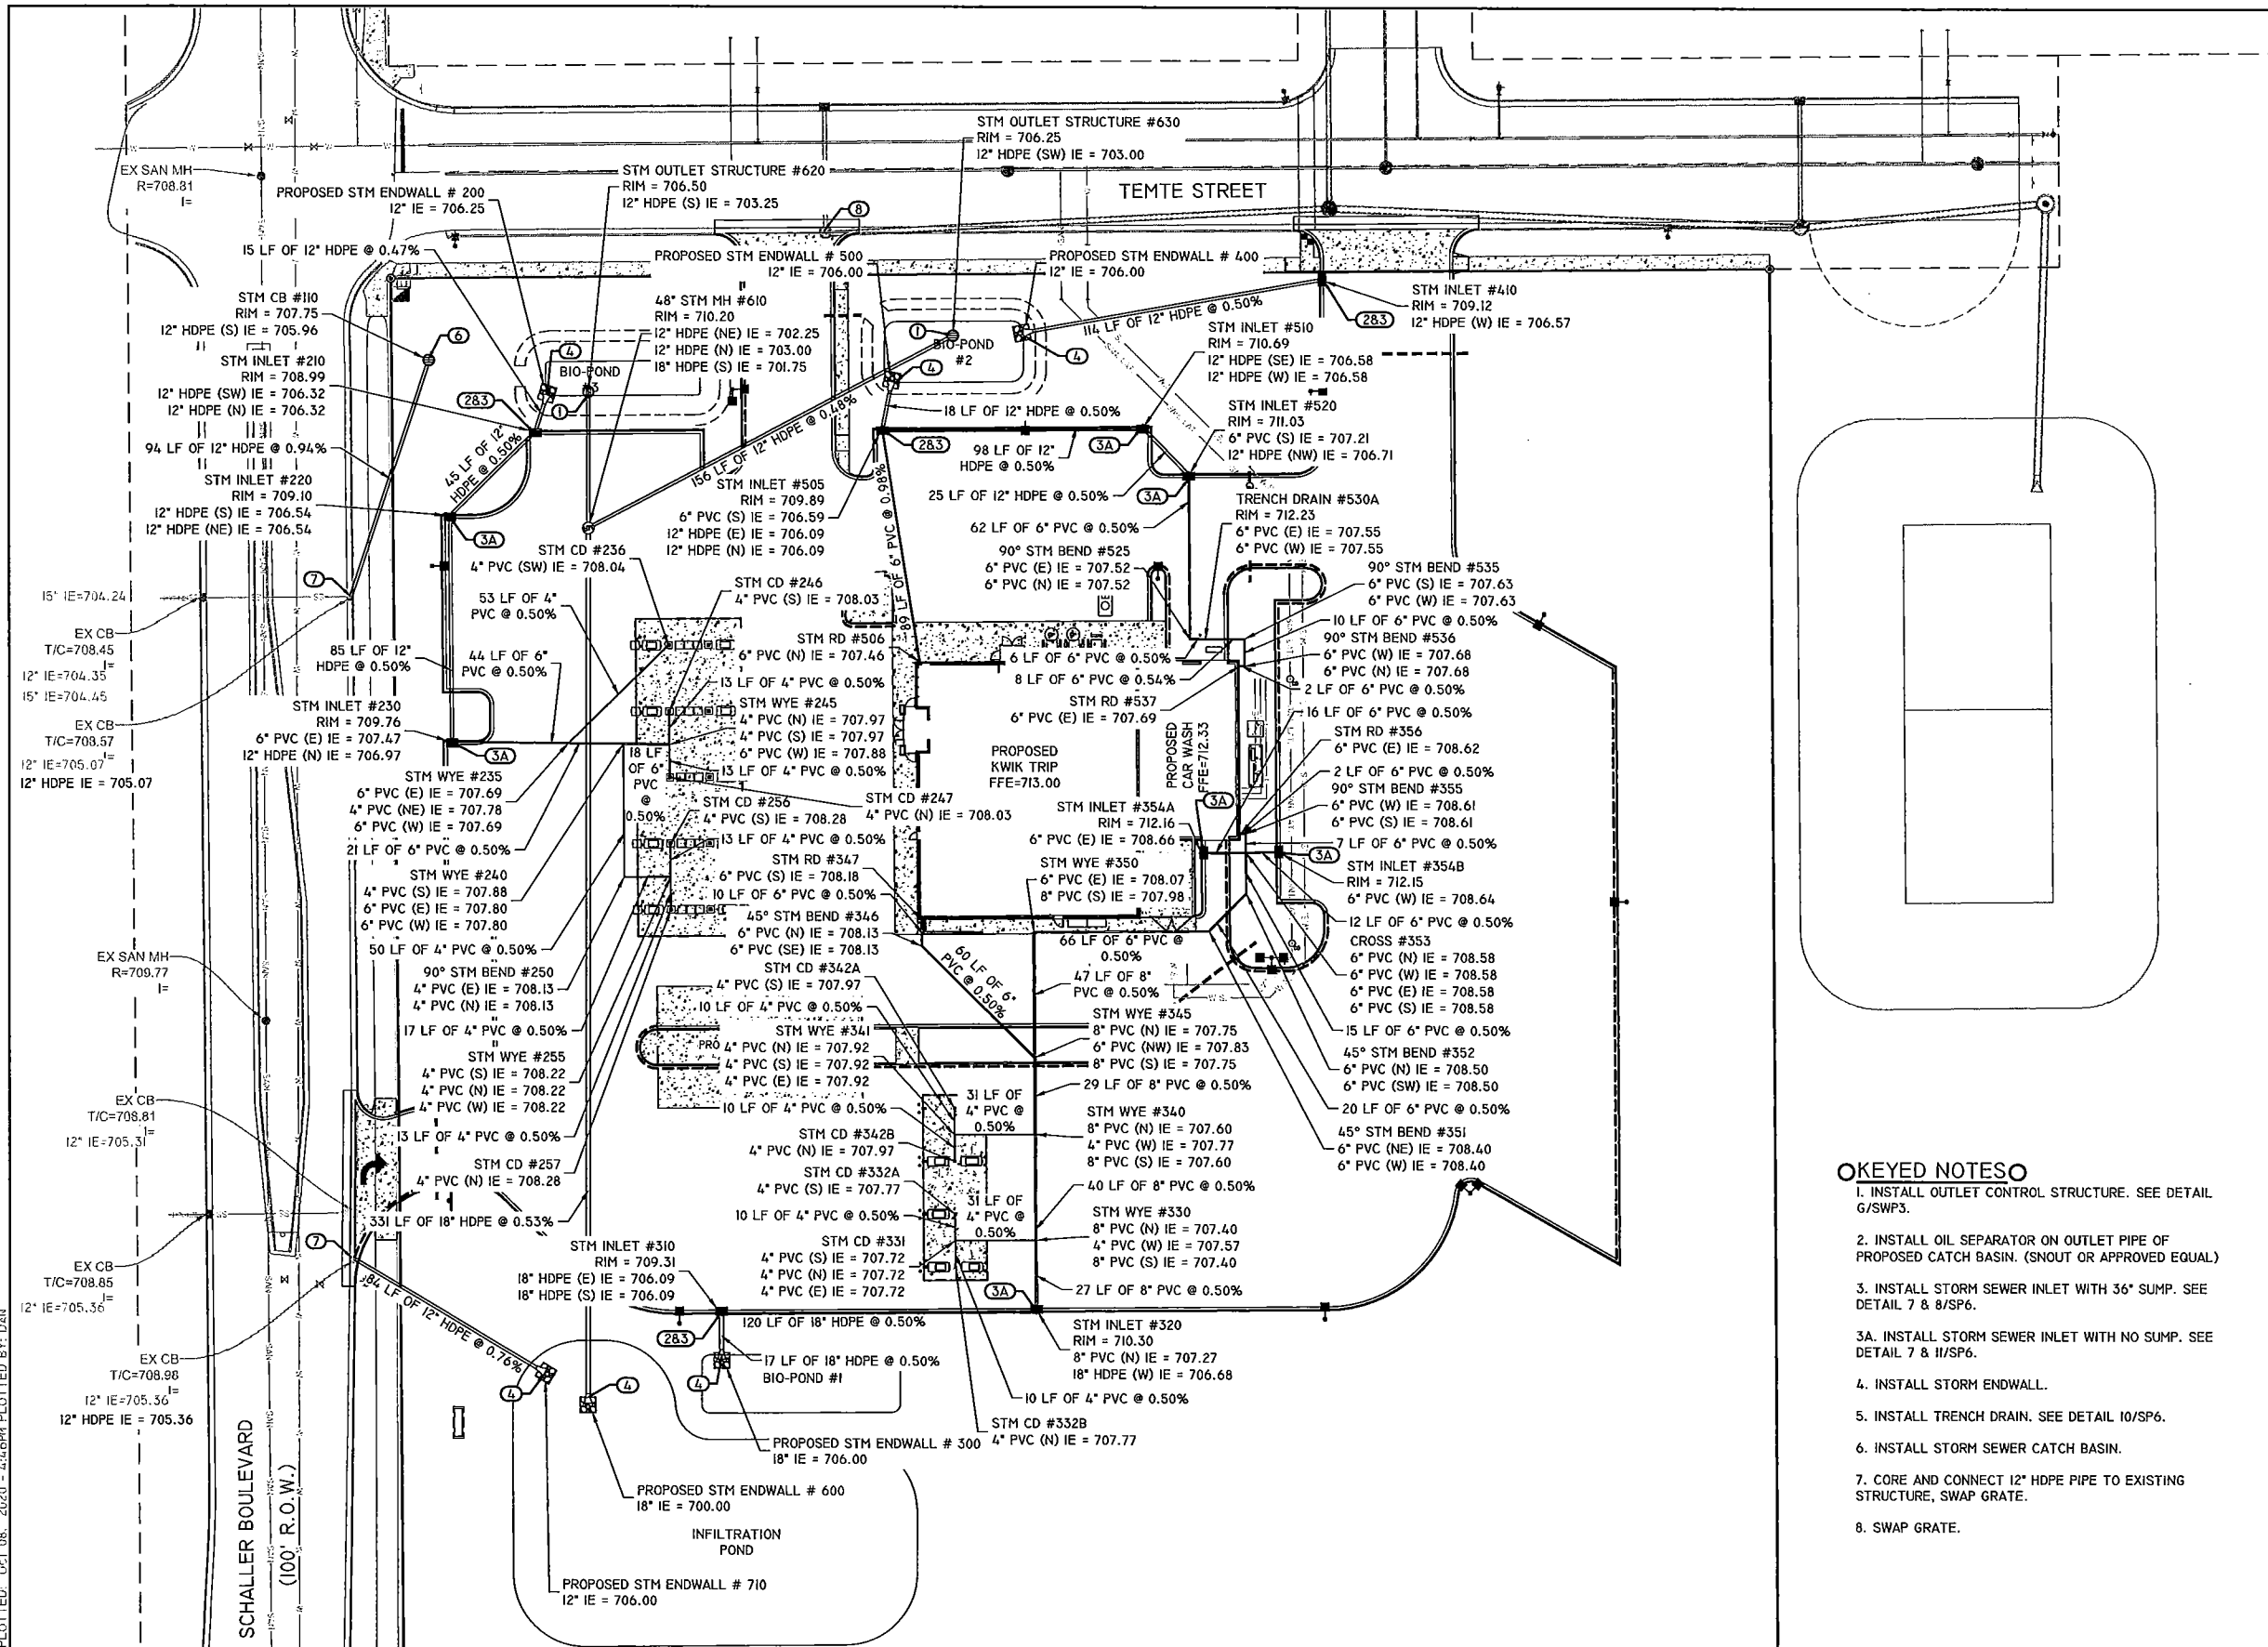 STM OUTLET STRUCTURE #630
RIM = 706.25
12" HDPE (SW) IE = 703.00
EX SAN MH
R=708.81
I=
STM OUTLET STRUCTURE #620
RIM = 706.50
12" HDPE (S) IE = 703.25
PROPOSED STM ENDWALL # 200
12" IE = 706.25
TEMTE STREET
8
15 LF OF 12" HDPE @ 0.47%
PROPOSED STM ENDWALL # 500
12" IE = 706.00
PROPOSED STM ENDWALL # 400
12" IE = 706.00
STM CB #110
RIM = 707.75
12" HDPE (S) IE = 705.96
6
48" STM MH #610
RIM = 710.20
12" HDPE (NE) IE = 702.25
12" HDPE (N) IE = 703.00
18" HDPE (S) IE = 701.75
114 LF OF 12" HDPE @ 0.50%
STM INLET #410
RIM = 709.12
12" HDPE (W) IE = 706.57
2&3
1
BIO-POND
#2
4
4
STM INLET #510
RIM = 710.69
12" HDPE (SE) IE = 706.58
12" HDPE (W) IE = 706.58
STM INLET #210
RIM = 708.99
12" HDPE (SW) IE = 706.32
12" HDPE (N) IE = 706.32
4
BIO-POND
#3
1
2&3
94 LF OF 12" HDPE @ 0.94%
45 LF OF 12"
HDPE @ 0.50%
156 LF OF 12" HDPE @ 0.48%
18 LF OF 12" HDPE @ 0.50%
2&3
98 LF OF 12"
HDPE @ 0.50%
3A
STM INLET #520
RIM = 711.03
6" PVC (S) IE = 707.21
12" HDPE (NW) IE = 706.71
STM INLET #220
RIM = 709.10
12" HDPE (S) IE = 706.54
12" HDPE (NE) IE = 706.54
3A
STM INLET #505
RIM = 709.89
6" PVC (S) IE = 706.59
12" HDPE (E) IE = 706.09
12" HDPE (N) IE = 706.09
89 LF OF 6" PVC @ 0.98%
25 LF OF 12" HDPE @ 0.50%
3A
62 LF OF 6" PVC @ 0.50%
TRENCH DRAIN #530A
RIM = 712.23
6" PVC (E) IE = 707.55
6" PVC (W) IE = 707.55
90° STM BEND #525
6" PVC (E) IE = 707.52
6" PVC (N) IE = 707.52
STM CD #236
4" PVC (SW) IE = 708.04
7
15" IE=704.24
STM CD #246
4" PVC (S) IE = 708.03
53 LF OF 4"
PVC @ 0.50%
90° STM BEND #535
6" PVC (S) IE = 707.63
6" PVC (W) IE = 707.63
10 LF OF 6" PVC @ 0.50%
EX CB
T/C=708.45
I=
12" IE=704.35
15" IE=704.45
85 LF OF 12"
HDPE @ 0.50%
44 LF OF 6"
PVC @ 0.50%
STM RD #506
6" PVC (N) IE = 707.46
6 LF OF 6" PVC @ 0.50%
8 LF OF 6" PVC @ 0.54%
90° STM BEND #536
6" PVC (W) IE = 707.68
6" PVC (N) IE = 707.68
2 LF OF 6" PVC @ 0.50%
13 LF OF 4" PVC @ 0.50%
STM RD #537
6" PVC (E) IE = 707.69
16 LF OF 6" PVC @ 0.50%
EX CB
T/C=708.57
I=
12" IE=705.07
12" HDPE IE = 705.07
STM INLET #230
RIM = 709.76
6" PVC (E) IE = 707.47
12" HDPE (N) IE = 706.97
3A
STM WYE #245
4" PVC (N) IE = 707.97
4" PVC (S) IE = 707.97
6" PVC (W) IE = 707.88
13 LF OF 4" PVC @ 0.50%
18 LF
OF 6"
PVC
@
0.50%
PROPOSED
KWIK TRIP
FFE=713.00
PROPOSED
CAR WASH
FFE=712.33
STM RD #356
6" PVC (E) IE = 708.62
2 LF OF 6" PVC @ 0.50%
90° STM BEND #355
6" PVC (W) IE = 708.61
6" PVC (S) IE = 708.61
7 LF OF 6" PVC @ 0.50%
STM WYE #235
6" PVC (E) IE = 707.69
4" PVC (NE) IE = 707.78
6" PVC (W) IE = 707.69
21 LF OF 6" PVC @ 0.50%
STM CD #256
4" PVC (S) IE = 708.28
STM CD #247
4" PVC (N) IE = 708.03
13 LF OF 4" PVC @ 0.50%
STM INLET #354A
RIM = 712.16
6" PVC (E) IE = 708.66
3A
3A
STM INLET #354B
RIM = 712.15
6" PVC (W) IE = 708.64
12 LF OF 6" PVC @ 0.50%
STM WYE #240
4" PVC (S) IE = 707.88
6" PVC (E) IE = 707.80
6" PVC (W) IE = 707.80
50 LF OF 4" PVC @ 0.50%
STM RD #347
6" PVC (S) IE = 708.18
10 LF OF 6" PVC @ 0.50%
STM WYE #350
6" PVC (E) IE = 708.07
8" PVC (S) IE = 707.98
45° STM BEND #346
6" PVC (N) IE = 708.13
6" PVC (SE) IE = 708.13
66 LF OF 6" PVC @
0.50%
CROSS #353
6" PVC (N) IE = 708.58
6" PVC (W) IE = 708.58
6" PVC (E) IE = 708.58
6" PVC (S) IE = 708.58
15 LF OF 6" PVC @ 0.50%
EX SAN MH
R=709.77
I=
90° STM BEND #250
4" PVC (E) IE = 708.13
4" PVC (N) IE = 708.13
17 LF OF 4" PVC @ 0.50%
STM CD #342A
4" PVC (S) IE = 707.97
10 LF OF 4" PVC @ 0.50%
60 LF OF 6"
PVC @ 0.50%
47 LF OF 8"
PVC @ 0.50%
STM WYE #255
4" PVC (S) IE = 708.22
4" PVC (N) IE = 708.22
4" PVC (W) IE = 708.22
PRO
STM WYE #341
4" PVC (N) IE = 707.92
4" PVC (S) IE = 707.92
4" PVC (E) IE = 707.92
10 LF OF 4" PVC @ 0.50%
STM WYE #345
8" PVC (N) IE = 707.75
6" PVC (NW) IE = 707.83
8" PVC (S) IE = 707.75
29 LF OF 8" PVC @ 0.50%
45° STM BEND #352
6" PVC (N) IE = 708.50
6" PVC (SW) IE = 708.50
20 LF OF 6" PVC @ 0.50%
EX CB
T/C=708.81
I=
12" IE=705.31
13 LF OF 4" PVC @ 0.50%
31 LF OF
4" PVC @
0.50%
STM CD #342B
4" PVC (N) IE = 707.97
STM WYE #340
8" PVC (N) IE = 707.60
4" PVC (W) IE = 707.77
8" PVC (S) IE = 707.60
45° STM BEND #351
6" PVC (NE) IE = 708.40
6" PVC (W) IE = 708.40
STM CD #257
4" PVC (N) IE = 708.28
STM CD #332A
4" PVC (S) IE = 707.77
10 LF OF 4" PVC @ 0.50%
40 LF OF 8" PVC @ 0.50%
331 LF OF 18" HDPE @ 0.53%
31 LF OF
4" PVC @
0.50%
STM WYE #330
8" PVC (N) IE = 707.40
4" PVC (W) IE = 707.57
8" PVC (S) IE = 707.40
7
EX CB
T/C=708.85
I=
12" IE=705.36
STM INLET #310
RIM = 709.31
18" HDPE (E) IE = 706.09
18" HDPE (S) IE = 706.09
STM CD #331
4" PVC (S) IE = 707.72
4" PVC (N) IE = 707.72
4" PVC (E) IE = 707.72
3A
27 LF OF 8" PVC @ 0.50%
84 LF OF 12" HDPE @ 0.76%
2&3
120 LF OF 18" HDPE @ 0.50%
STM INLET #320
RIM = 710.30
8" PVC (N) IE = 707.27
18" HDPE (W) IE = 706.68
17 LF OF 18" HDPE @ 0.50%
BIO-POND #1
EX CB
T/C=708.98
I=
12" IE=705.36
12" HDPE IE = 705.36
4
4
4
10 LF OF 4" PVC @ 0.50%
STM CD #332B
4" PVC (N) IE = 707.77
PROPOSED STM ENDWALL # 300
18" IE = 706.00
PROPOSED STM ENDWALL # 600
18" IE = 700.00
INFILTRATION
POND
PROPOSED STM ENDWALL # 710
12" IE = 706.00
SCHALLER BOULEVARD
(100' R.O.W.)
KEYED NOTES
1. INSTALL OUTLET CONTROL STRUCTURE. SEE DETAIL
G/SWP3.
2. INSTALL OIL SEPARATOR ON OUTLET PIPE OF
PROPOSED CATCH BASIN. (SNOUT OR APPROVED EQUAL)
3. INSTALL STORM SEWER INLET WITH 36" SUMP. SEE
DETAIL 7 & 8/SP6.
3A. INSTALL STORM SEWER INLET WITH NO SUMP. SEE
DETAIL 7 & 11/SP6.
4. INSTALL STORM ENDWALL.
5. INSTALL TRENCH DRAIN. SEE DETAIL 10/SP6.
6. INSTALL STORM SEWER CATCH BASIN.
7. CORE AND CONNECT 12" HDPE PIPE TO EXISTING
STRUCTURE, SWAP GRATE.
8. SWAP GRATE.